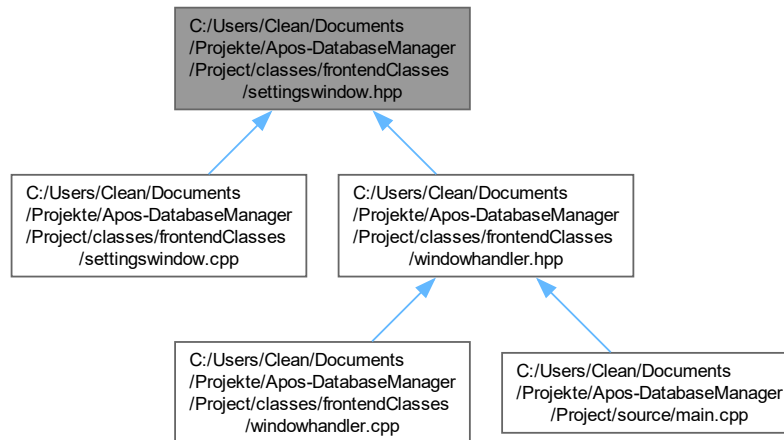 C:/Users/Clean/Documents
/Projekte/Apos-DatabaseManager
/Project/classes/frontendClasses
/settingswindow.hpp
C:/Users/Clean/Documents
/Projekte/Apos-DatabaseManager
/Project/classes/frontendClasses
/settingswindow.cpp
C:/Users/Clean/Documents
/Projekte/Apos-DatabaseManager
/Project/classes/frontendClasses
/windowhandler.hpp
C:/Users/Clean/Documents
/Projekte/Apos-DatabaseManager
/Project/classes/frontendClasses
/windowhandler.cpp
C:/Users/Clean/Documents
/Projekte/Apos-DatabaseManager
/Project/source/main.cpp